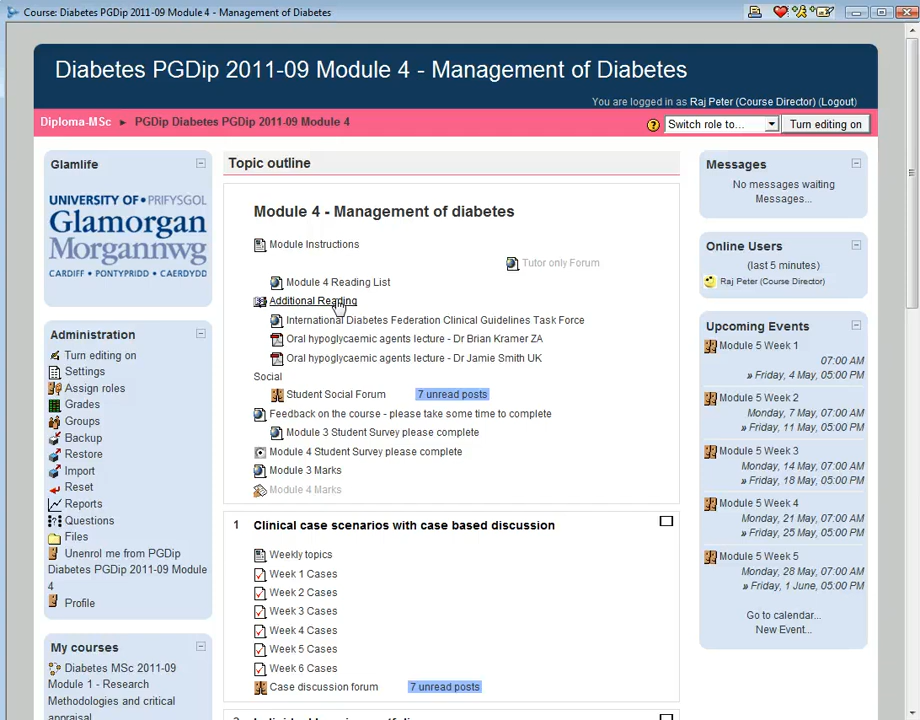 Course: Diabetes PGDip 2011-09 Module 4 - Management of Diabetes
Diabetes PGDip 2011-09 Module 4 - Management of Diabetes
You are logged in as Raj Peter (Course Director) (Logout)
Diploma-MSc ► PGDip Diabetes PGDip 2011-09 Module 4
Switch role to...
Turn editing on
Glamlife
UNIVERSITY OF • PRIFYSGOL
Glamorgan
Morgannwg
CARDIFF • PONTYPRIDD • CAERDYDD
Administration
Turn editing on
Settings
Assign roles
Grades
Groups
Backup
Restore
Import
Reset
Reports
Questions
Files
Unenrol me from PGDip
Diabetes PGDip 2011-09 Module
4
Profile
My courses
Diabetes MSc 2011-09
Module 1 - Research
Methodologies and critical
appraisal
Topic outline
Module 4 - Management of diabetes
Module Instructions
Tutor only Forum
Module 4 Reading List
Additional Reading
International Diabetes Federation Clinical Guidelines Task Force
Oral hypoglycaemic agents lecture - Dr Brian Kramer ZA
Oral hypoglycaemic agents lecture - Dr Jamie Smith UK
Social
Student Social Forum 7 unread posts
Feedback on the course - please take some time to complete
Module 3 Student Survey please complete
Module 4 Student Survey please complete
Module 3 Marks
Module 4 Marks
1 Clinical case scenarios with case based discussion
Weekly topics
Week 1 Cases
Week 2 Cases
Week 3 Cases
Week 4 Cases
Week 5 Cases
Week 6 Cases
Case discussion forum 7 unread posts
Messages
No messages waiting
Messages...
Online Users
(last 5 minutes)
Raj Peter (Course Director)
Upcoming Events
Module 5 Week 1
07:00 AM
» Friday, 4 May, 05:00 PM
Module 5 Week 2
Monday, 7 May, 07:00 AM
» Friday, 11 May, 05:00 PM
Module 5 Week 3
Monday, 14 May, 07:00 AM
» Friday, 18 May, 05:00 PM
Module 5 Week 4
Monday, 21 May, 07:00 AM
» Friday, 25 May, 05:00 PM
Module 5 Week 5
Monday, 28 May, 07:00 AM
» Friday, 1 June, 05:00 PM
Go to calendar...
New Event...